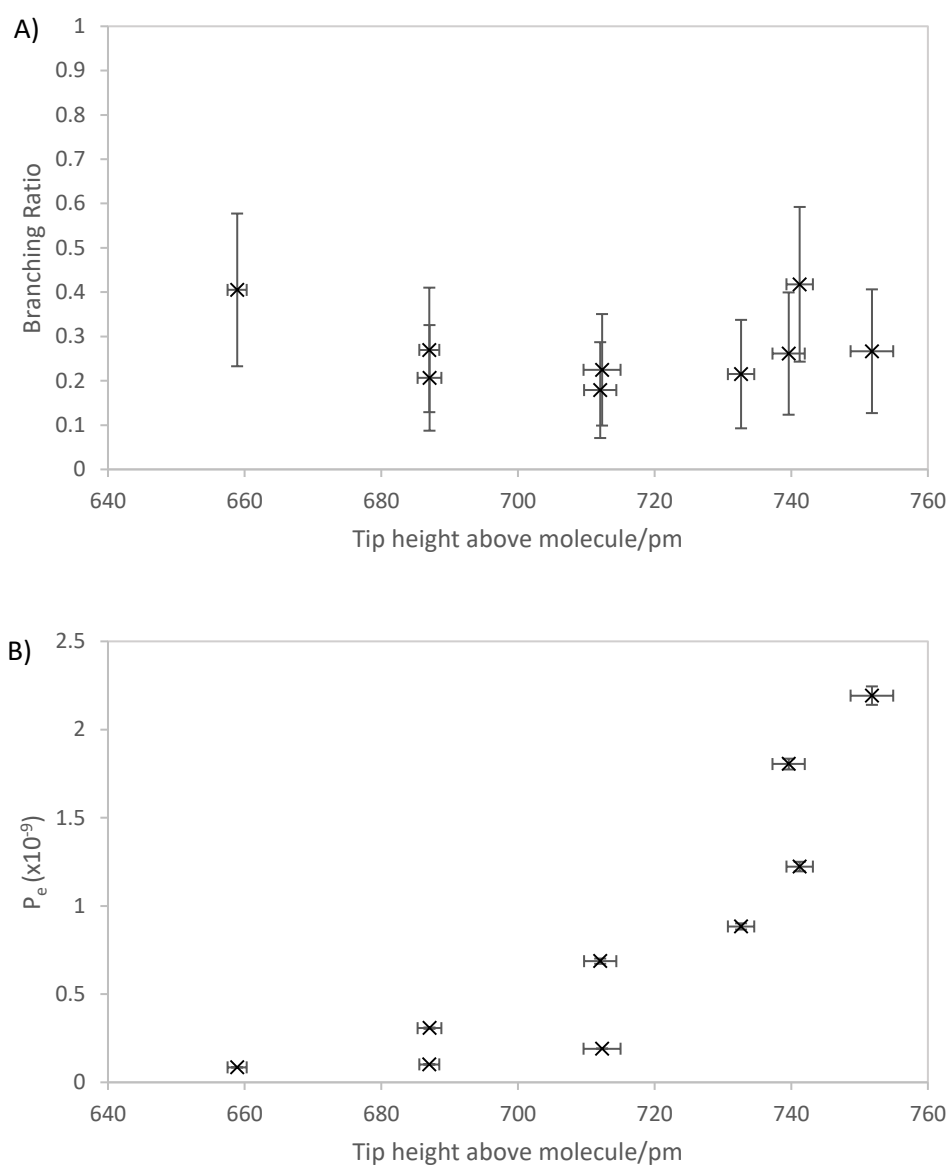 A)
1
0.9
0.8
0.7
0.6
0.5
0.4
0.3
0.2
0.1
0
Branching Ratio
640 660 680 700 720 740 760
Tip height above molecule/pm
B)
2.5
2
1.5
1
0.5
0
Pₑ (x10⁻⁹)
640 660 680 700 720 740 760
Tip height above molecule/pm